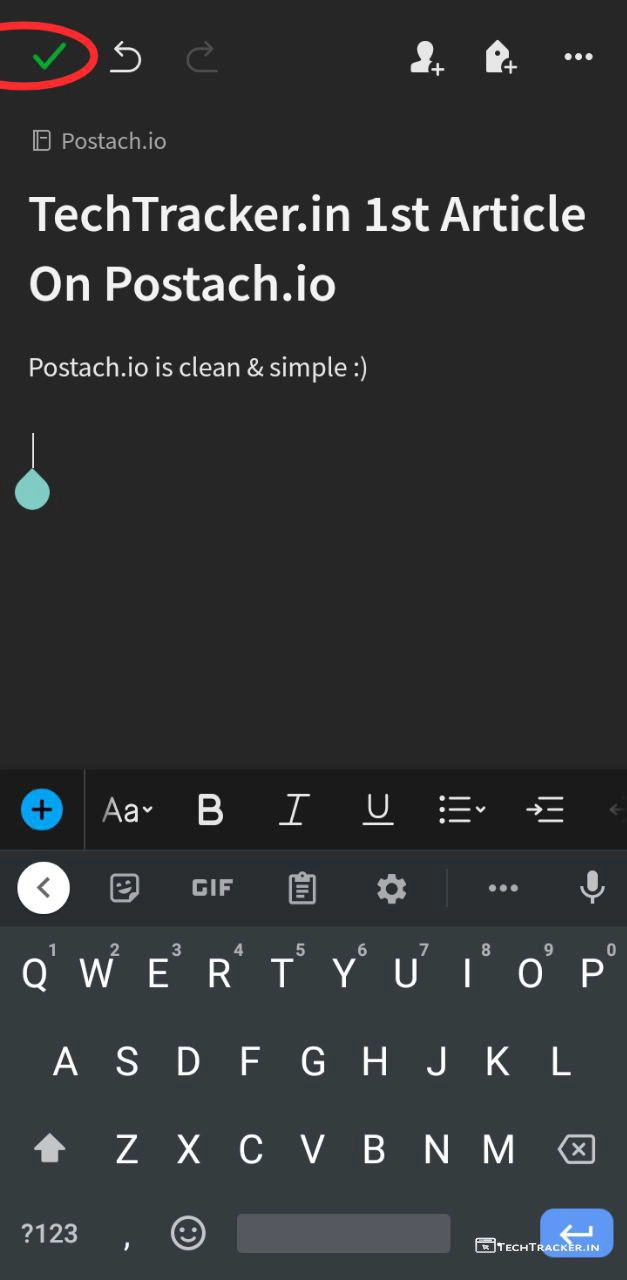 Postach.io
TechTracker.in 1st Article
On Postach.io
Postach.io is clean & simple :)
Aa B I U
GIF
1 2 3 4 5 6 7 8 9 0
Q W E R T Y U I O P
A S D F G H J K L
Z X C V B N M
?123 ,
TECHTRACKER.IN